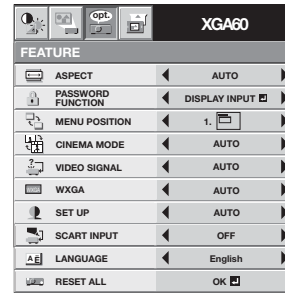 opt.
XGA60
FEATURE
ASPECT AUTO
PASSWORD FUNCTION DISPLAY INPUT
MENU POSITION 1.
CINEMA MODE AUTO
VIDEO SIGNAL AUTO
WXGA AUTO
SET UP AUTO
SCART INPUT OFF
AE LANGUAGE English
RESET ALL OK